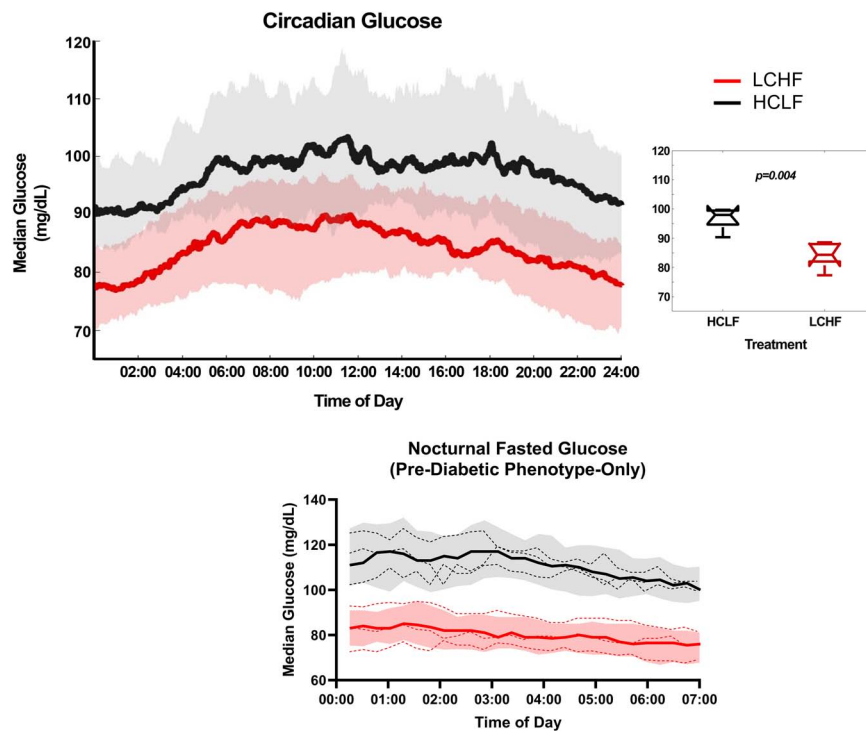 Circadian Glucose
120
110
100
90
80
70
Median Glucose
(mg/dL)
02:00 04:00 06:00 08:00 10:00 12:00 14:00 16:00 18:00 20:00 22:00 24:00
Time of Day
LCHF
HCLF
120
110
100
90
80
70
p=0.004
HCLF LCHF
Treatment
Nocturnal Fasted Glucose
(Pre-Diabetic Phenotype-Only)
140
120
100
80
60
Median Glucose (mg/dL)
00:00 01:00 02:00 03:00 04:00 05:00 06:00 07:00
Time of Day